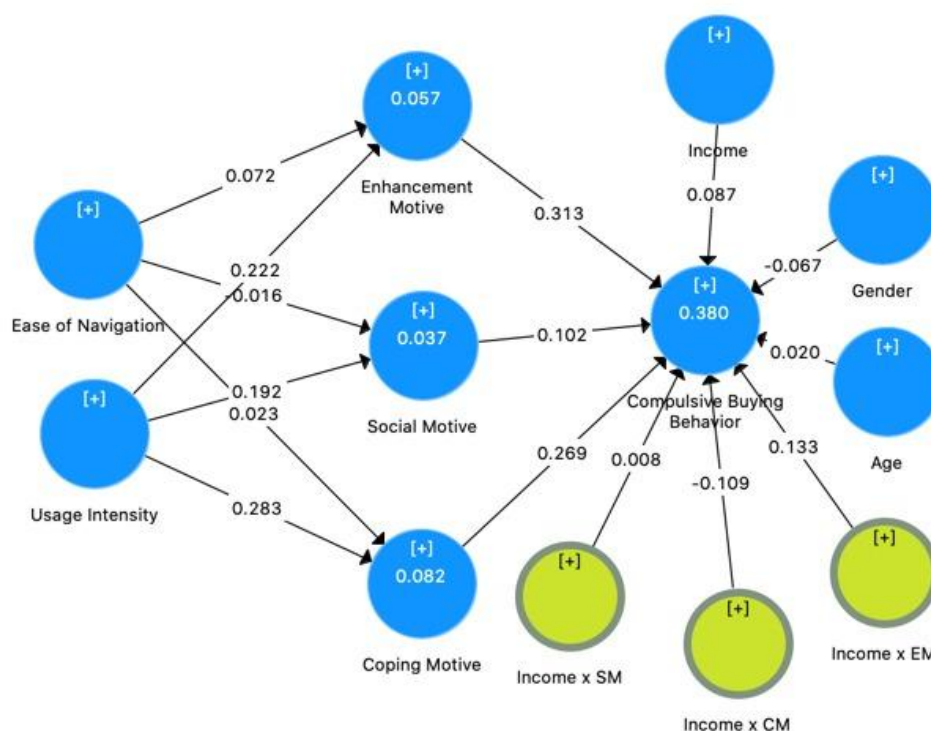 [+]
0.057
Enhancement
Motive
[+]
Income
0.087
0.072
0.313
[+]
Gender
-0.067
[+]
Ease of Navigation
0.222
-0.016
[+]
0.037
Social Motive
0.102
[+]
0.380
Compulsive Buying
Behavior
0.020
[+]
Age
[+]
Usage Intensity
0.192
0.023
0.283
0.269
0.008
-0.109
0.133
[+]
0.082
Coping Motive
[+]
Income x SM
[+]
Income x CM
[+]
Income x EM